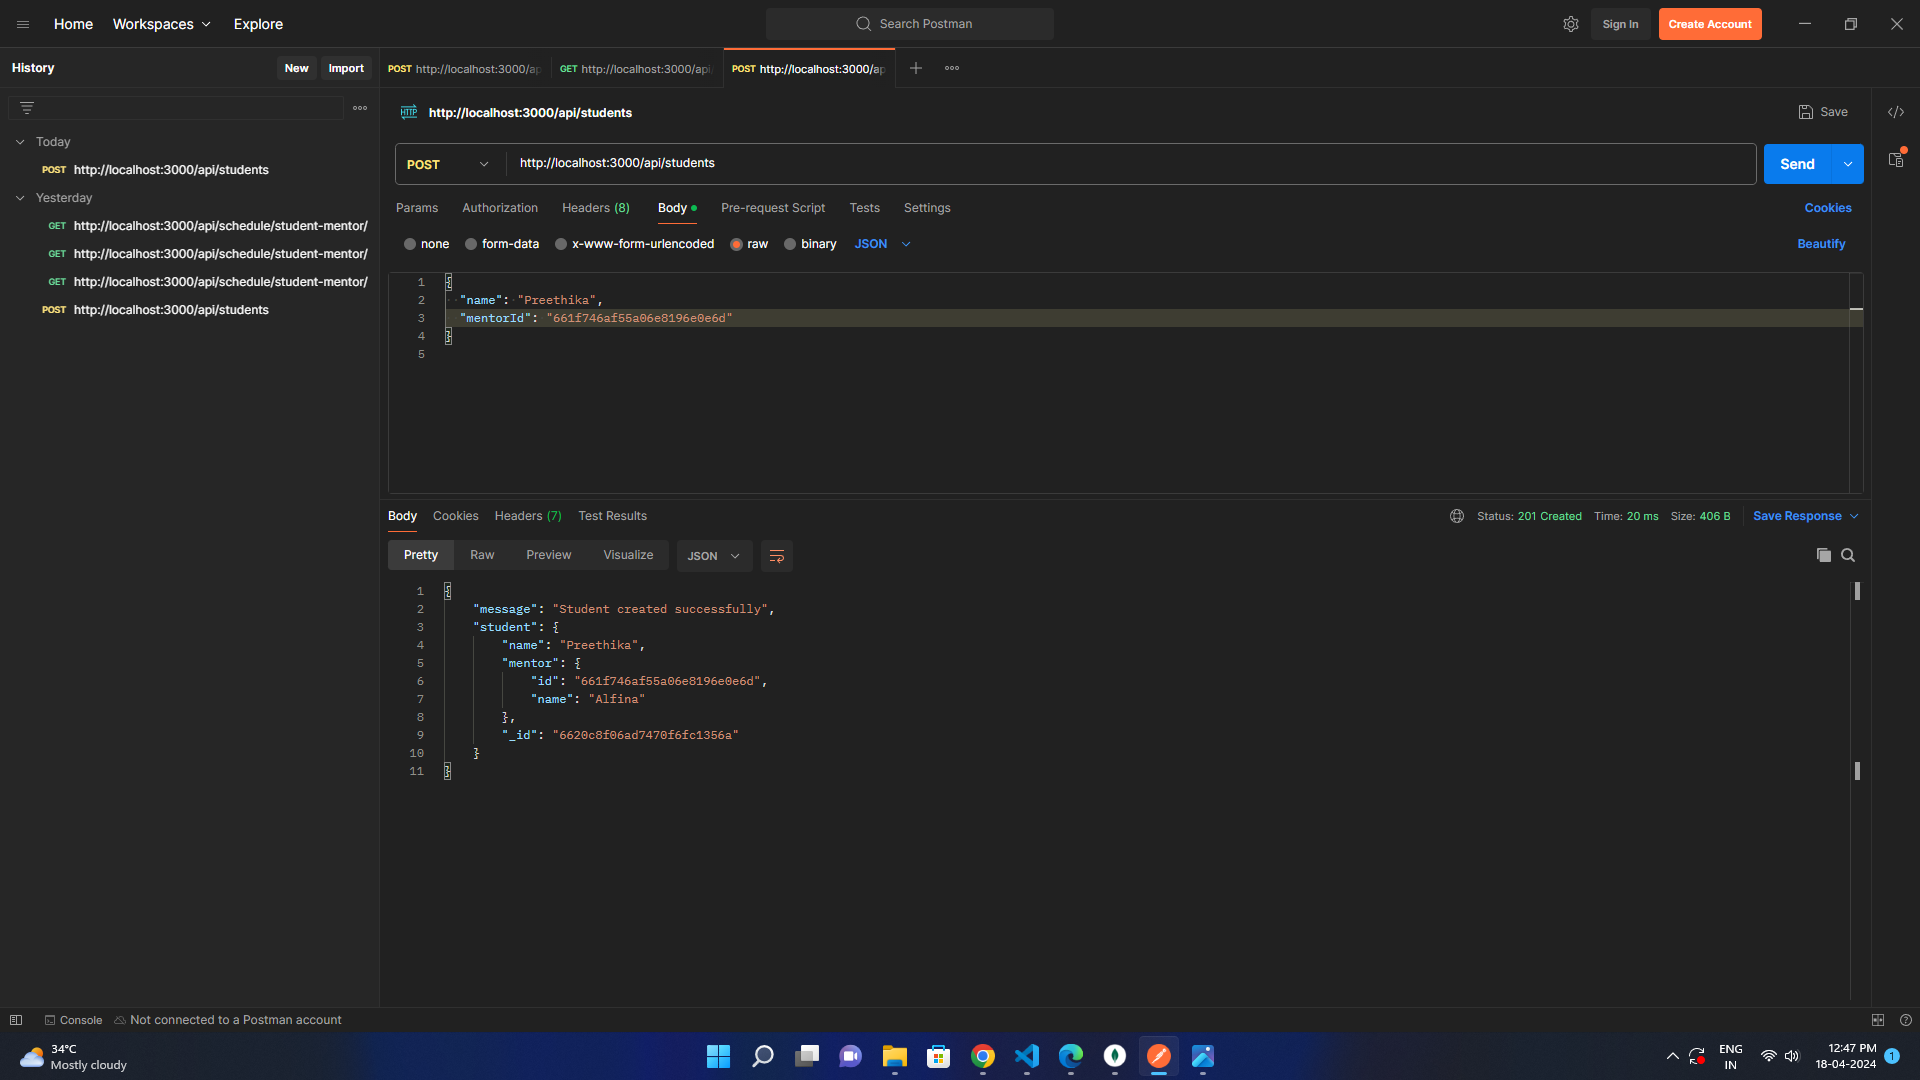 Home Workspaces Explore Search Postman Sign In Create Account
History New Import POST http://localhost:3000/ap GET http://localhost:3000/api POST http://localhost:3000/ap
HTTP http://localhost:3000/api/students Save
Today
POST http://localhost:3000/api/students
Yesterday
GET http://localhost:3000/api/schedule/student-mentor/
GET http://localhost:3000/api/schedule/student-mentor/
GET http://localhost:3000/api/schedule/student-mentor/
POST http://localhost:3000/api/students
POST http://localhost:3000/api/students Send
Params Authorization Headers (8) Body Pre-request Script Tests Settings Cookies
none form-data x-www-form-urlencoded raw binary JSON Beautify
1 {
2 "name": "Preethika",
3 "mentorId": "661f746af55a06e8196e0e6d"
4 }
5
Body Cookies Headers (7) Test Results Status: 201 Created Time: 20 ms Size: 406 B Save Response
Pretty Raw Preview Visualize JSON
1 {
2 "message": "Student created successfully",
3 "student": {
4 "name": "Preethika",
5 "mentor": {
6 "id": "661f746af55a06e8196e0e6d",
7 "name": "Alfina"
8 },
9 "_id": "6620c8f06ad7470f6fc1356a"
10 }
11 }
Console Not connected to a Postman account
34°C
Mostly cloudy
ENG
IN
12:47 PM
18-04-2024
1